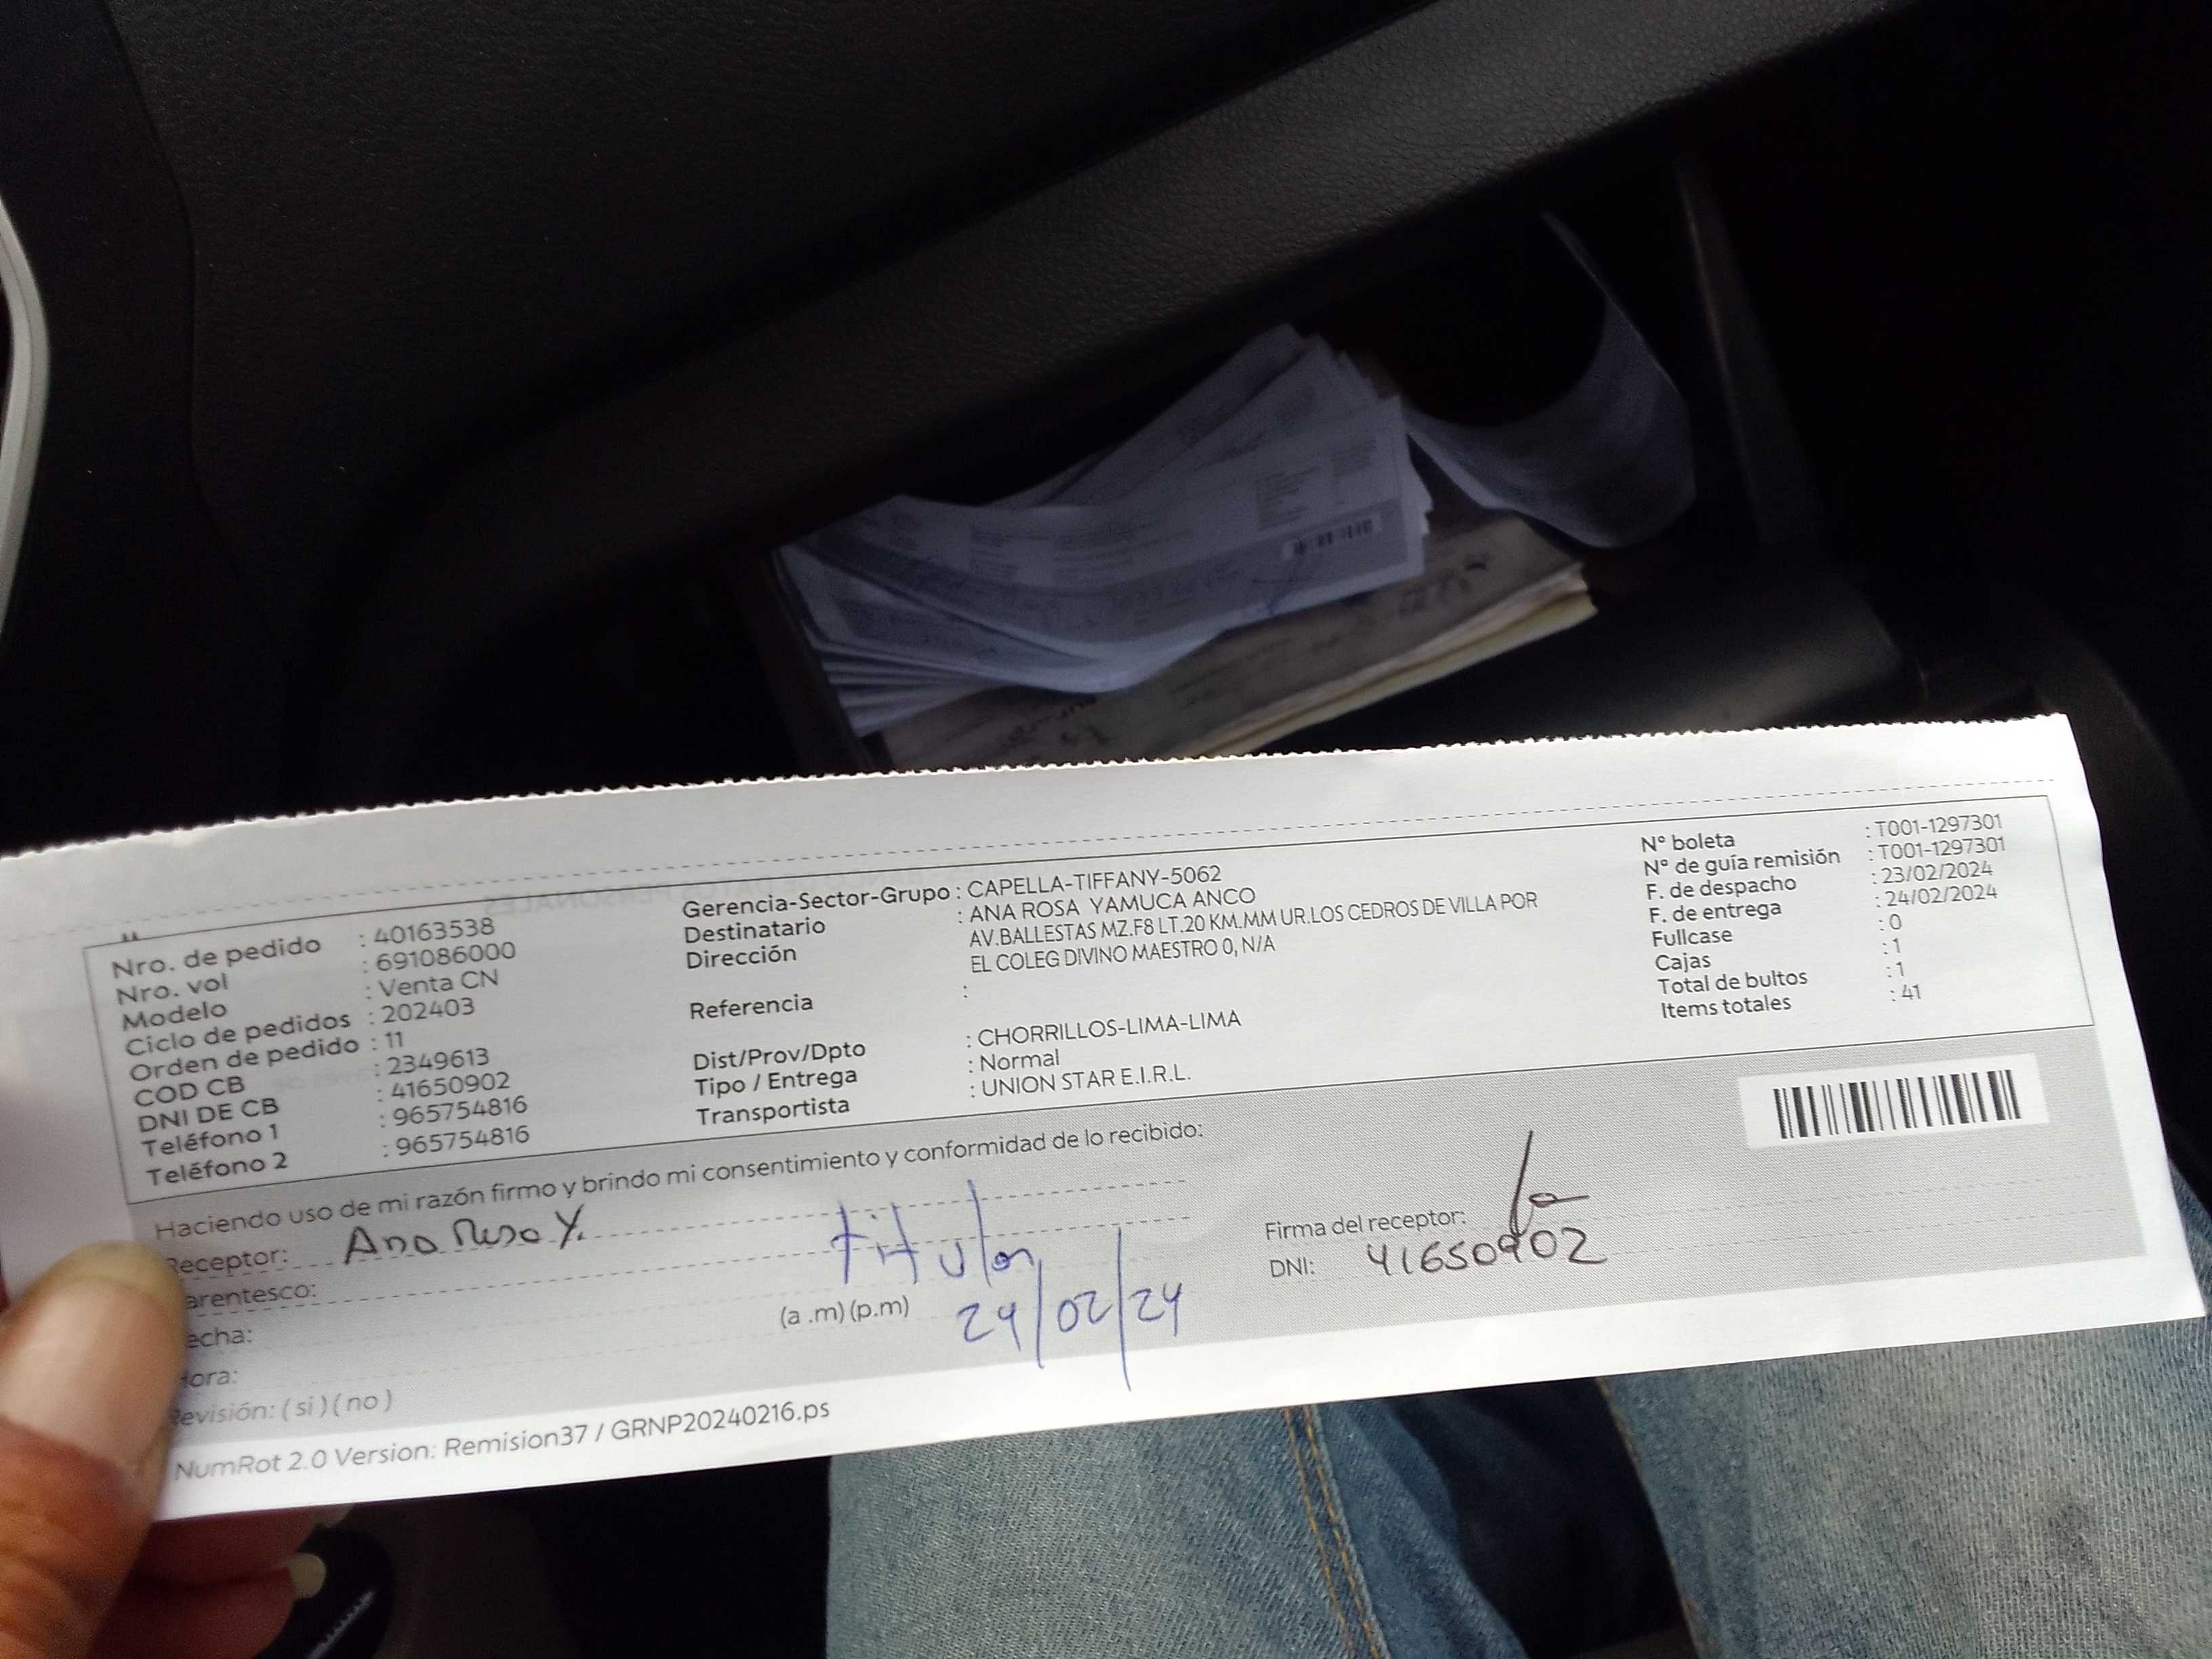 Nro. de pedido : 40163538
Nro. vol : 691086000
Modelo : Venta CN
Ciclo de pedidos : 202403
Orden de pedido : 11
COD CB : 2349613
DNI DE CB : 41650902
Teléfono 1 : 965754816
Teléfono 2 : 965754816
Gerencia-Sector-Grupo : CAPELLA-TIFFANY-5062
Destinatario : ANA ROSA YAMUCA ANCO
Dirección AV.BALLESTAS MZ.F8 LT.20 KM.MM UR.LOS CEDROS DE VILLA POR
EL COLEG DIVINO MAESTRO 0, N/A
Referencia :
Dist/Prov/Dpto : CHORRILLOS-LIMA-LIMA
Tipo / Entrega : Normal
Transportista : UNION STAR E.I.R.L.
N° boleta : T001-1297301
N° de guía remisión : T001-1297301
F. de despacho : 23/02/2024
F. de entrega : 24/02/2024
Fullcase : 0
Cajas : 1
Total de bultos : 1
Items totales : 41
Haciendo uso de mi razón firmo y brindo mi consentimiento y conformidad de lo recibido:
Receptor: Ana Rosa Y.
arentesco: titular
echa: 24/02/24
Hora: (a .m) (p.m)
Revisión: ( si ) ( no )
Firma del receptor:
DNI: 41650902
NumRot 2.0 Version: Remision37 / GRNP20240216.ps